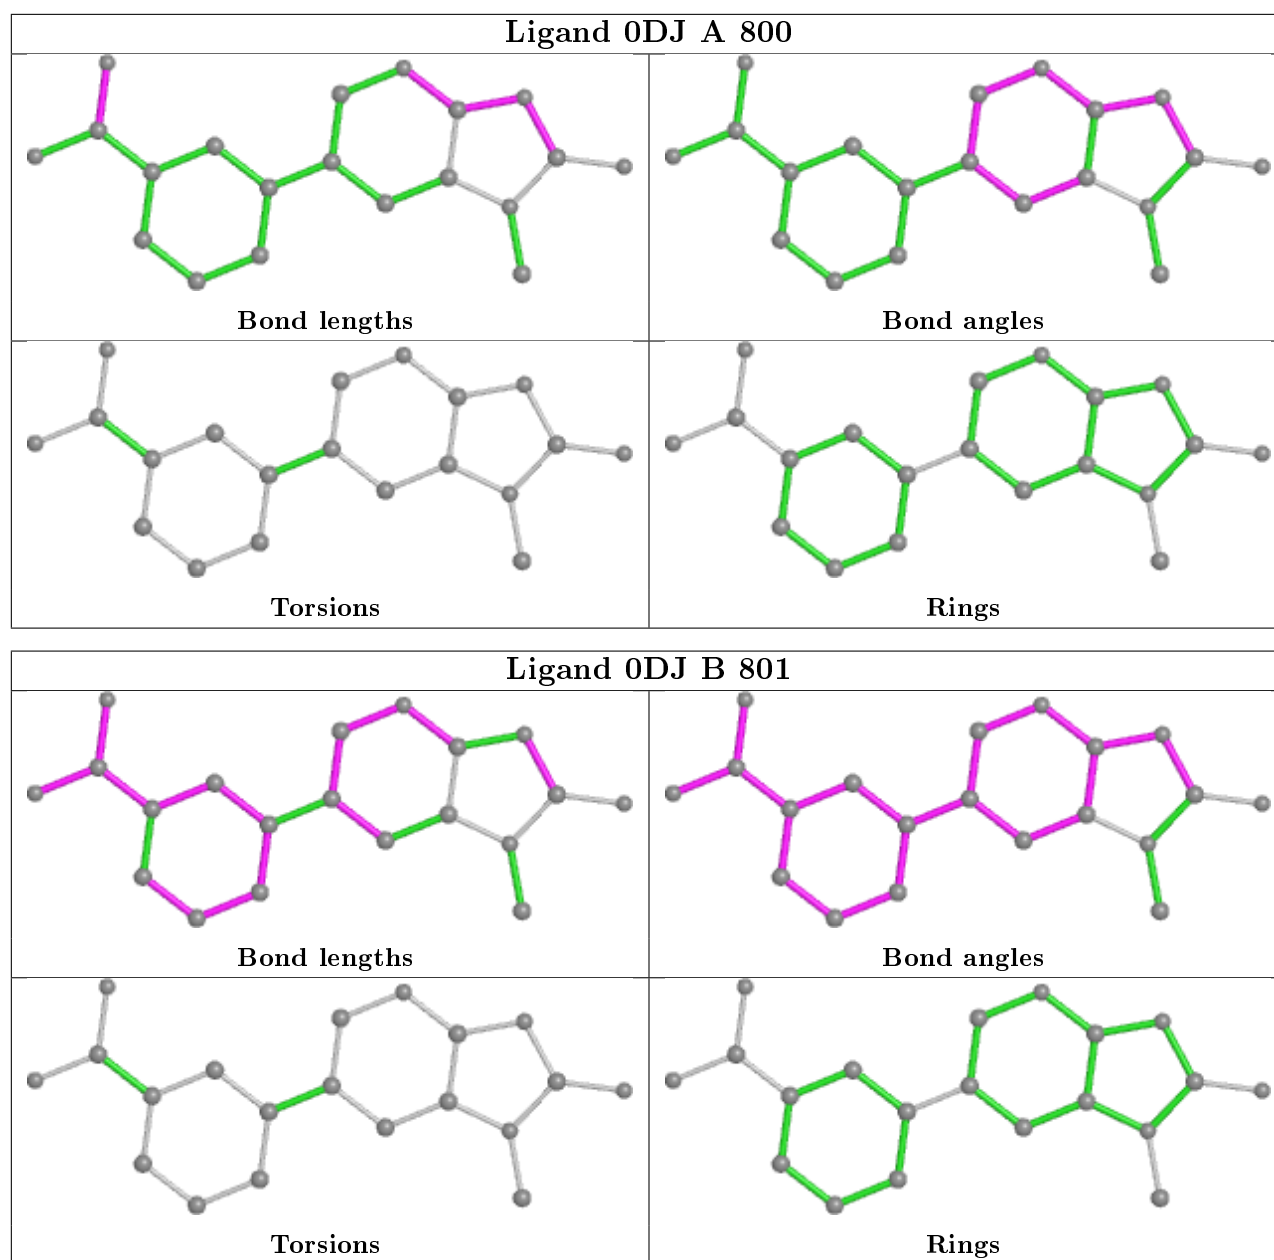 Ligand 0DJ A 800
Bond lengths
Bond angles
Torsions
Rings
Ligand 0DJ B 801
Bond lengths
Bond angles
Torsions
Rings